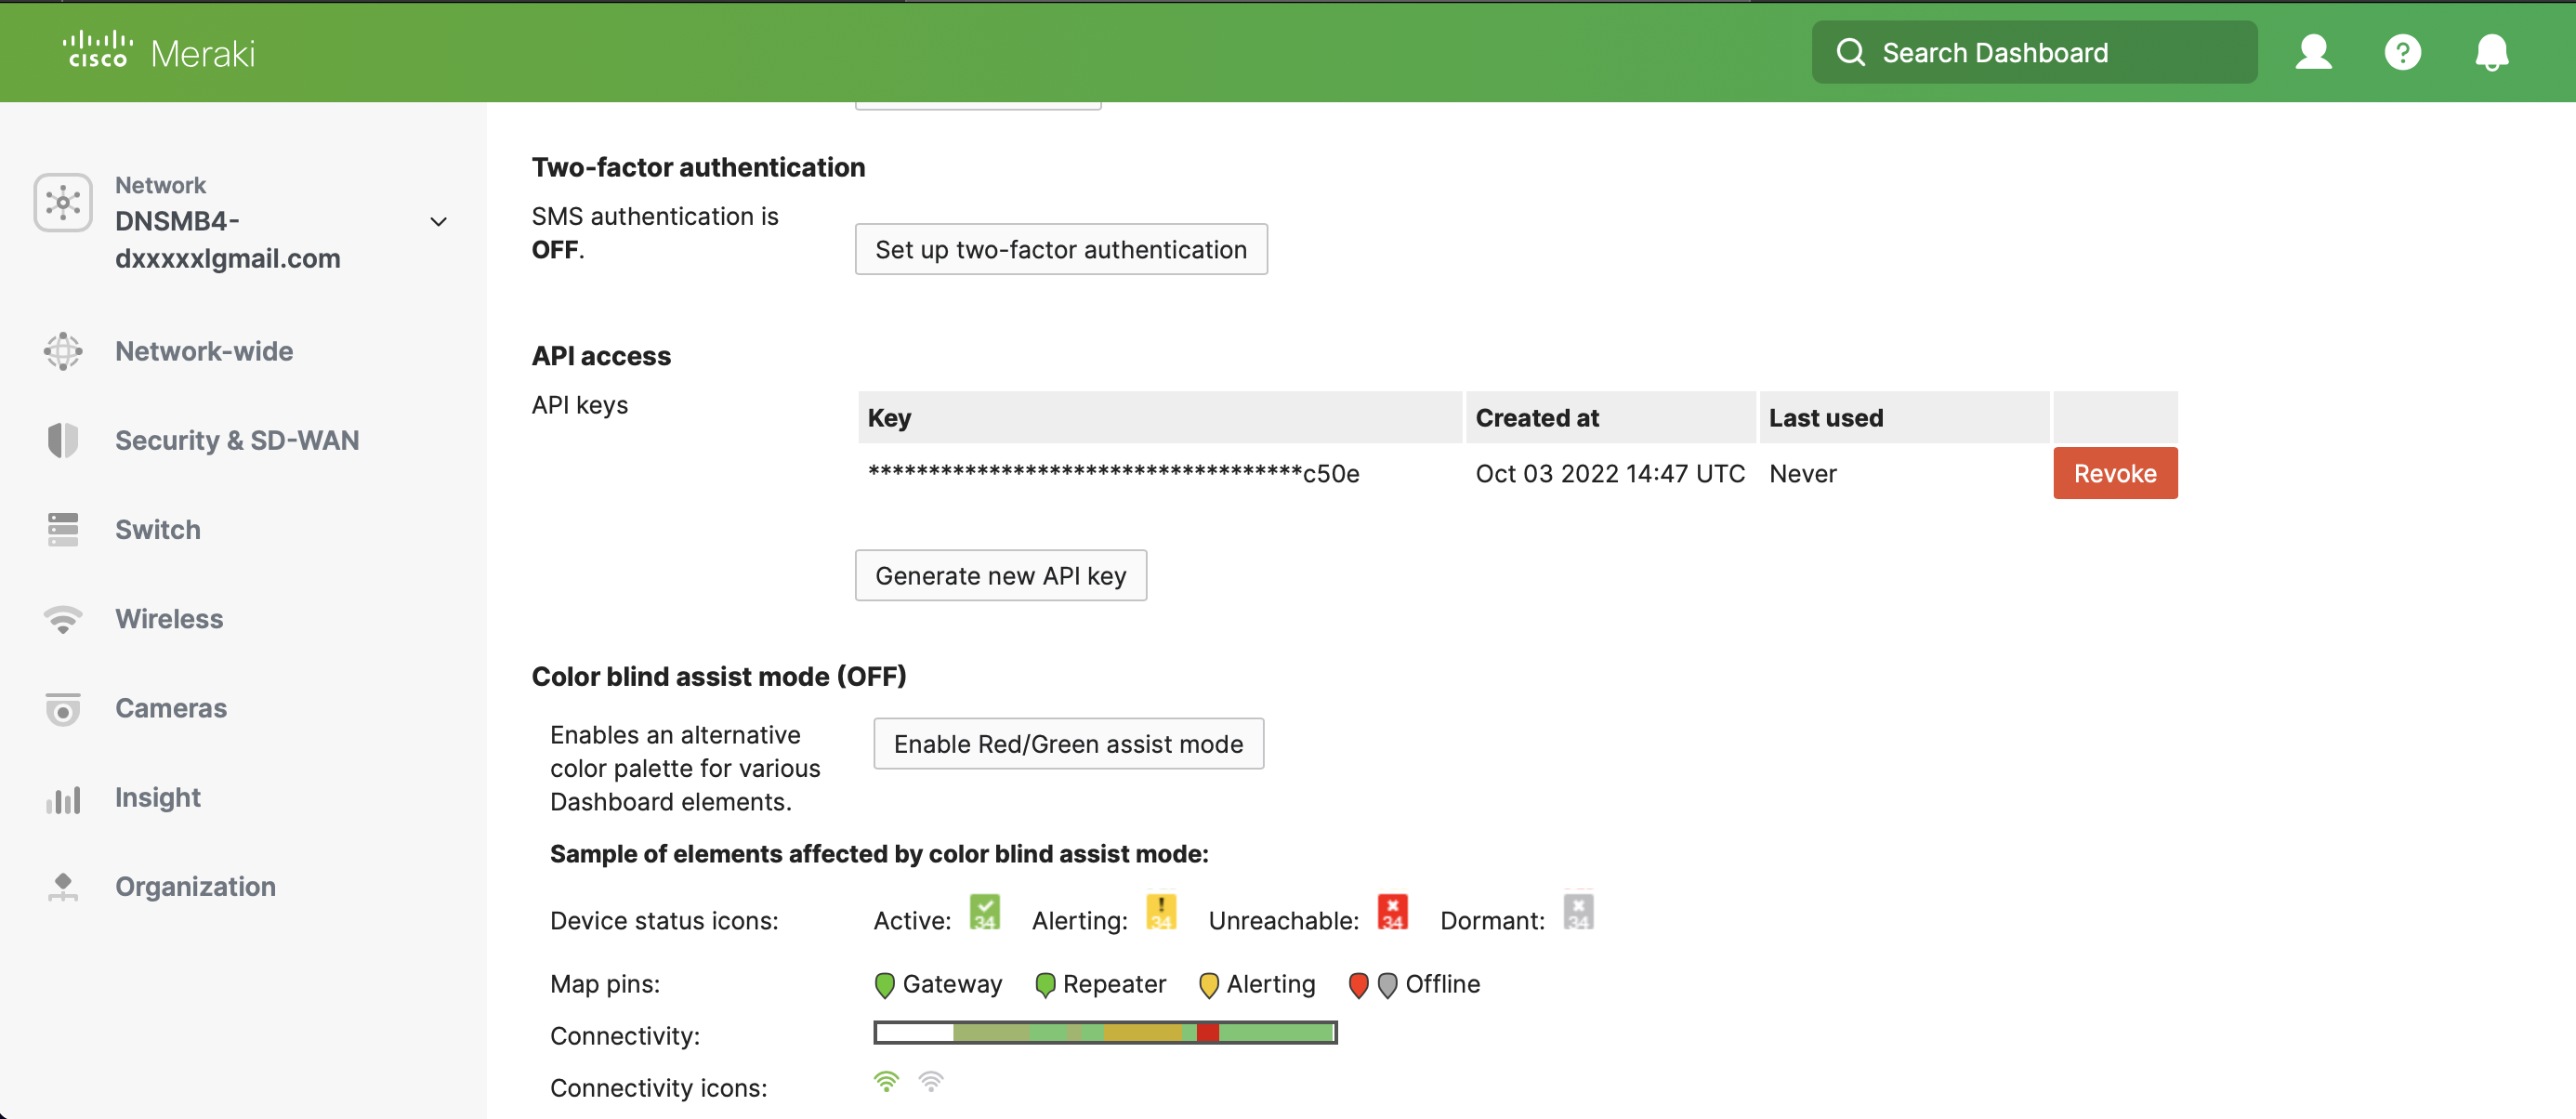 cisco Meraki
Search Dashboard
Network
DNSMB4-
dxxxxxlgmail.com
Network-wide
Security & SD-WAN
Switch
Wireless
Cameras
Insight
Organization
Two-factor authentication
SMS authentication is
OFF.
Set up two-factor authentication
API access
API keys
Key Created at Last used
************************************c50e Oct 03 2022 14:47 UTC Never Revoke
Generate new API key
Color blind assist mode (OFF)
Enables an alternative
color palette for various
Dashboard elements.
Enable Red/Green assist mode
Sample of elements affected by color blind assist mode:
Device status icons: Active: 34 Alerting: 34 Unreachable: 34 Dormant: 34
Map pins: Gateway Repeater Alerting Offline
Connectivity:
Connectivity icons: